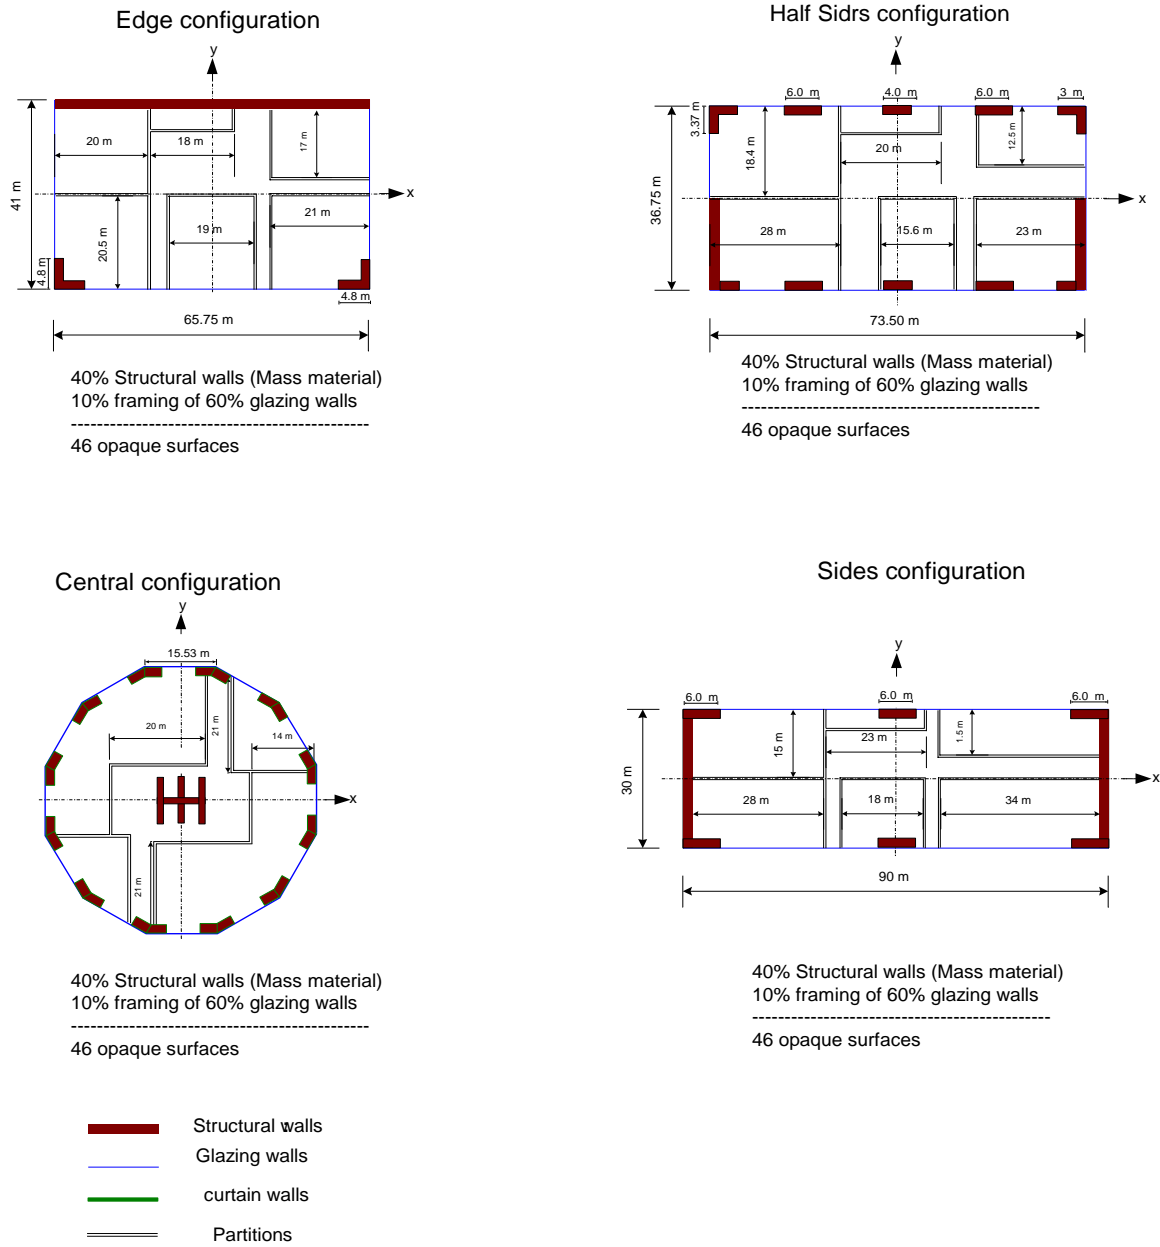 Edge configuration
y
20 m
18 m
17 m
x
41 m
20.5 m
19 m
21 m
4.8 m
4.8 m
65.75 m
40% Structural walls (Mass material)
10% framing of 60% glazing walls
------------------------------------------------
46 opaque surfaces
Half Sidrs configuration
y
6.0 m
4.0 m
6.0 m
3 m
3.37 m
18.4 m
20 m
12.5 m
x
36.75 m
28 m
15.6 m
23 m
73.50 m
40% Structural walls (Mass material)
10% framing of 60% glazing walls
------------------------------------------------
46 opaque surfaces
Central configuration
y
15.53 m
20 m
21 m
14 m
x
21 m
40% Structural walls (Mass material)
10% framing of 60% glazing walls
------------------------------------------------
46 opaque surfaces
Sides configuration
y
6.0 m
6.0 m
6.0 m
15 m
23 m
1.5 m
x
30 m
28 m
18 m
34 m
90 m
40% Structural walls (Mass material)
10% framing of 60% glazing walls
------------------------------------------------
46 opaque surfaces
Structural walls
Glazing walls
curtain walls
Partitions